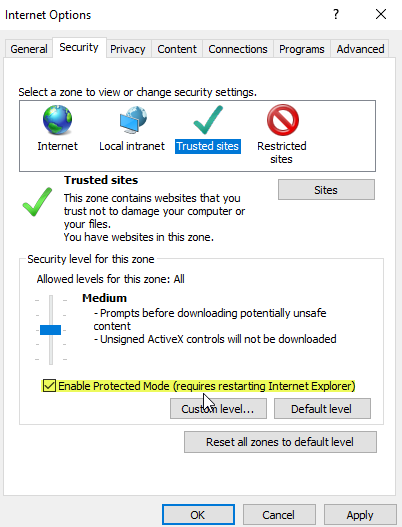 Internet Options
?
General Security Privacy Content Connections Programs Advanced
Select a zone to view or change security settings.
Internet Local intranet Trusted sites Restricted
sites
Trusted sites
Sites
This zone contains websites that you
trust not to damage your computer or
your files.
You have websites in this zone.
Security level for this zone
Allowed levels for this zone: All
Medium
- Prompts before downloading potentially unsafe
content
- Unsigned ActiveX controls will not be downloaded
Enable Protected Mode (requires restarting Internet Explorer)
Custom level... Default level
Reset all zones to default level
OK Cancel Apply